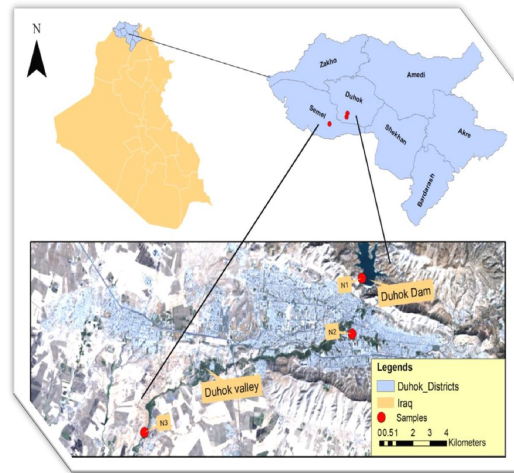 N
Zakho
Amedi
Duhok
Semel
Shekhan
Akre
Bardarash
N1
Duhok Dam
N2
Duhok valley
N3
Legends
Duhok_Districts
Iraq
Samples
0 0.5 1 2 3 4
Kilometers